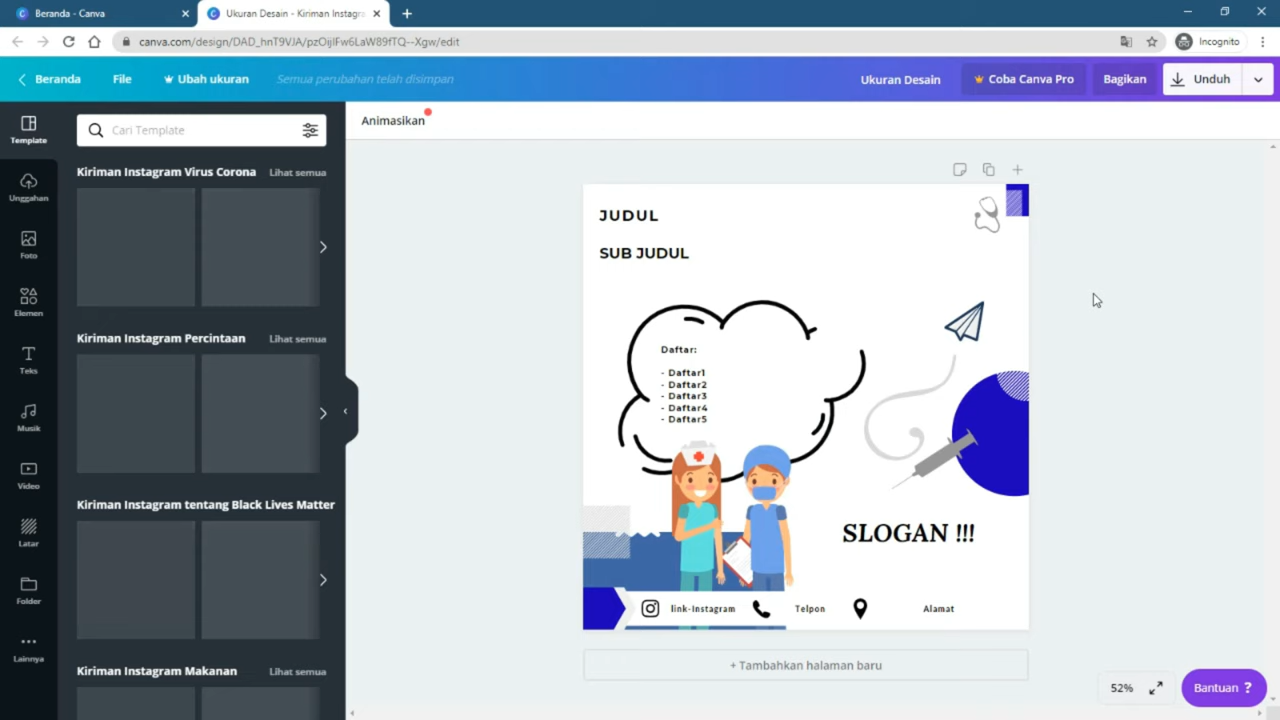 Beranda - Canva
Ukuran Desain - Kiriman Instagra
canva.com/design/DAD_hnT9VJA/pzOijIFw6LaW89fTQ--Xgw/edit
Incognito
Beranda
File
Ubah ukuran
Semua perubahan telah disimpan
Ukuran Desain
Coba Canva Pro
Bagikan
Unduh
Template
Unggahan
Foto
Elemen
Teks
Musik
Video
Latar
Folder
Lainnya
Cari Template
Kiriman Instagram Virus Corona
Lihat semua
Kiriman Instagram Percintaan
Lihat semua
Kiriman Instagram tentang Black Lives Matter
Kiriman Instagram Makanan
Lihat semua
Animasikan
JUDUL
SUB JUDUL
Daftar:
- Daftar1
- Daftar2
- Daftar3
- Daftar4
- Daftar5
SLOGAN !!!
link-Instagram
Telpon
Alamat
+ Tambahkan halaman baru
52%
Bantuan ?